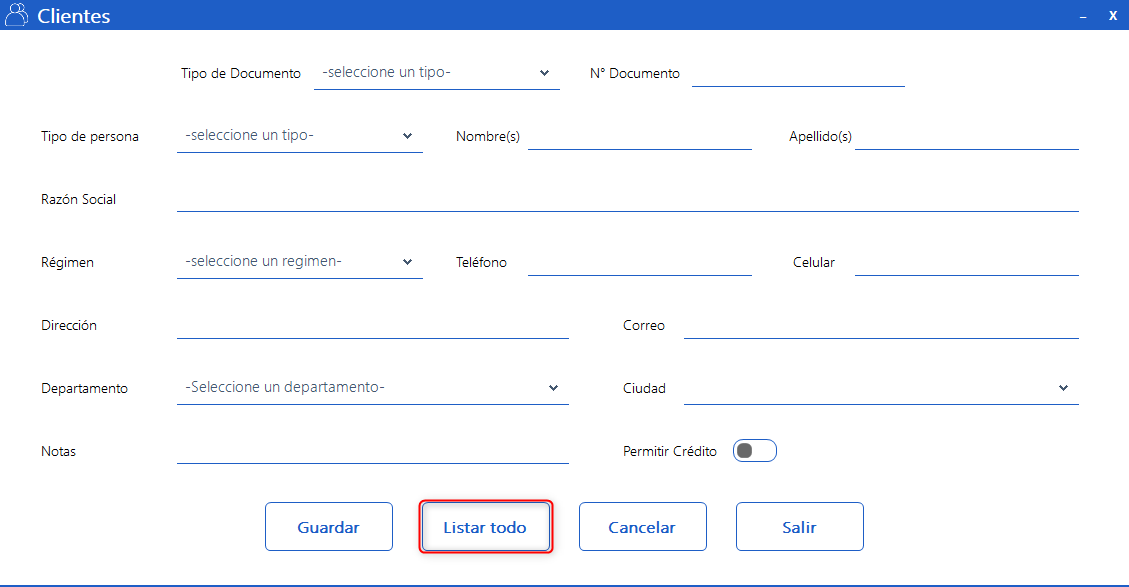 Clientes
– X
Tipo de Documento -seleccione un tipo- N° Documento
Tipo de persona -seleccione un tipo- Nombre(s) Apellido(s)
Razón Social
Régimen -seleccione un regimen- Teléfono Celular
Dirección Correo
Departamento -Seleccione un departamento- Ciudad
Notas Permitir Crédito
Guardar Listar todo Cancelar Salir